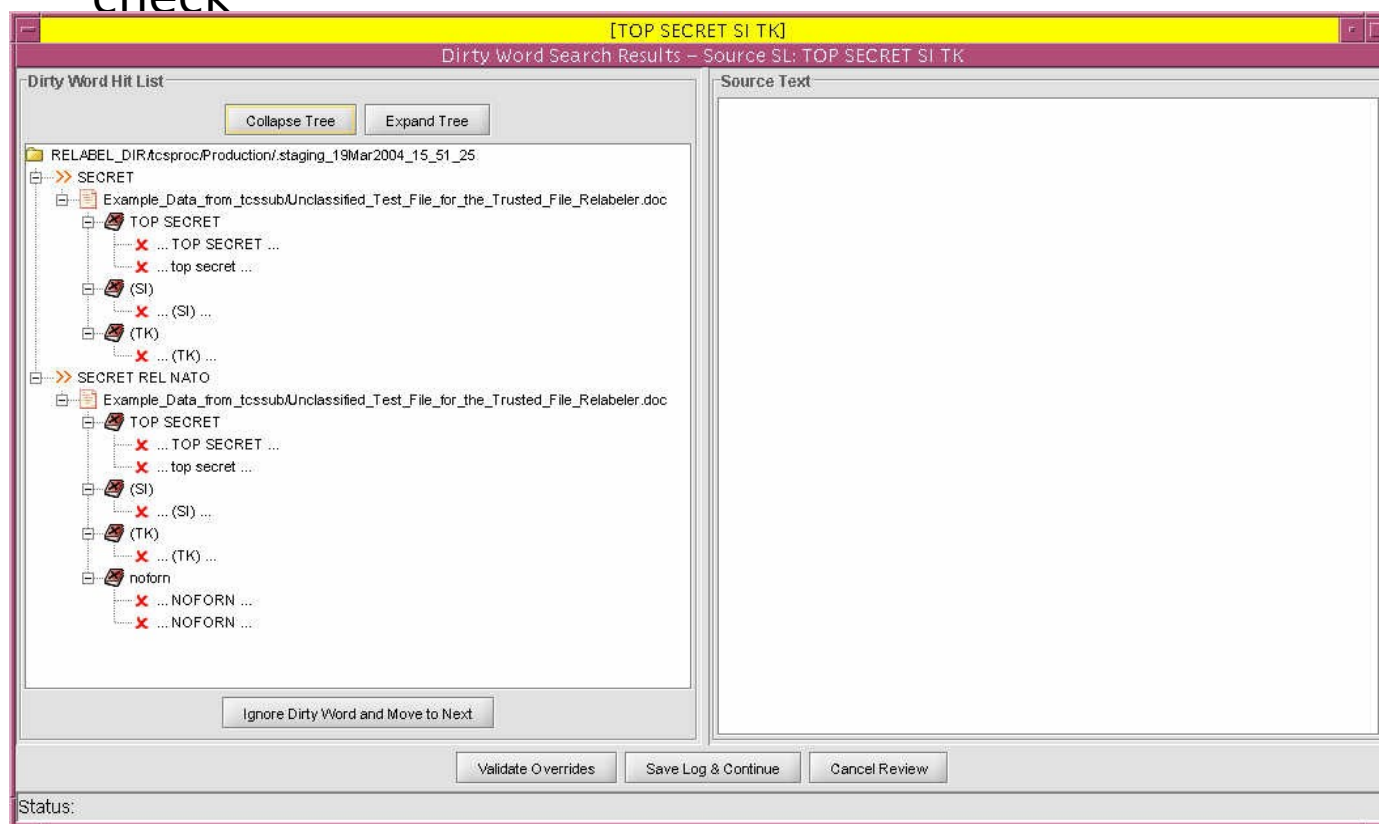 check
[TOP SECRET SI TK]
Dirty Word Search Results – Source SL: TOP SECRET SI TK
Dirty Word Hit List
Collapse Tree
Expand Tree
RELABEL_DIR/tcsproc/Production/.staging_19Mar2004_15_51_25
SECRET
Example_Data_from_tcssub/Unclassified_Test_File_for_the_Trusted_File_Relabeler.doc
TOP SECRET
... TOP SECRET ...
... top secret ...
(SI)
... (SI) ...
(TK)
... (TK) ...
SECRET REL NATO
Example_Data_from_tcssub/Unclassified_Test_File_for_the_Trusted_File_Relabeler.doc
TOP SECRET
... TOP SECRET ...
... top secret ...
(SI)
... (SI) ...
(TK)
... (TK) ...
noforn
... NOFORN ...
... NOFORN ...
Ignore Dirty Word and Move to Next
Source Text
Validate Overrides
Save Log & Continue
Cancel Review
Status: